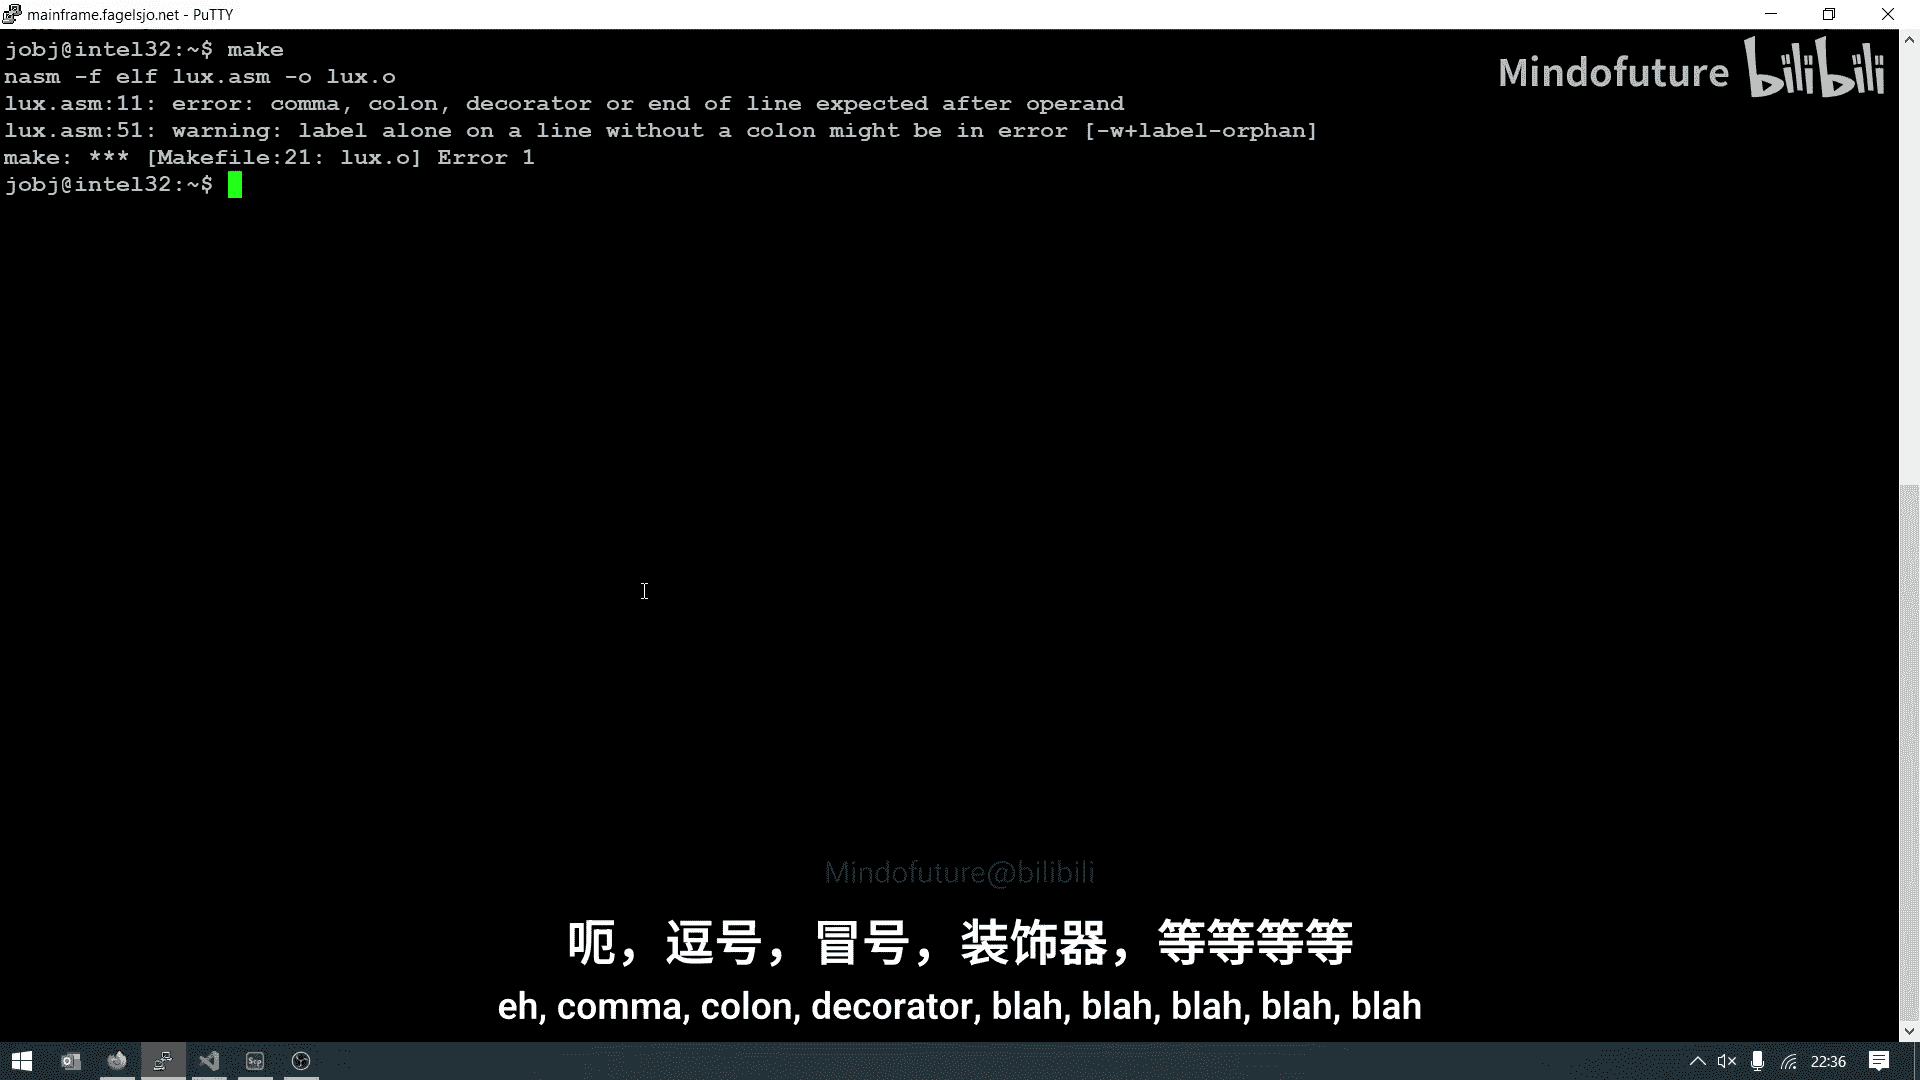 mainframe.fagelsjo.net - PuTTY
jobj@intel32:~$ make
nasm -f elf lux.asm -o lux.o
lux.asm:11: error: comma, colon, decorator or end of line expected after operand
lux.asm:51: warning: label alone on a line without a colon might be in error [-w+label-orphan]
make: *** [Makefile:21: lux.o] Error 1
jobj@intel32:~$
Mindofuture bilibili
Mindofuture@bilibili
呃，逗号，冒号，装饰器，等等等等
eh, comma, colon, decorator, blah, blah, blah, blah, blah
Scp
22:36